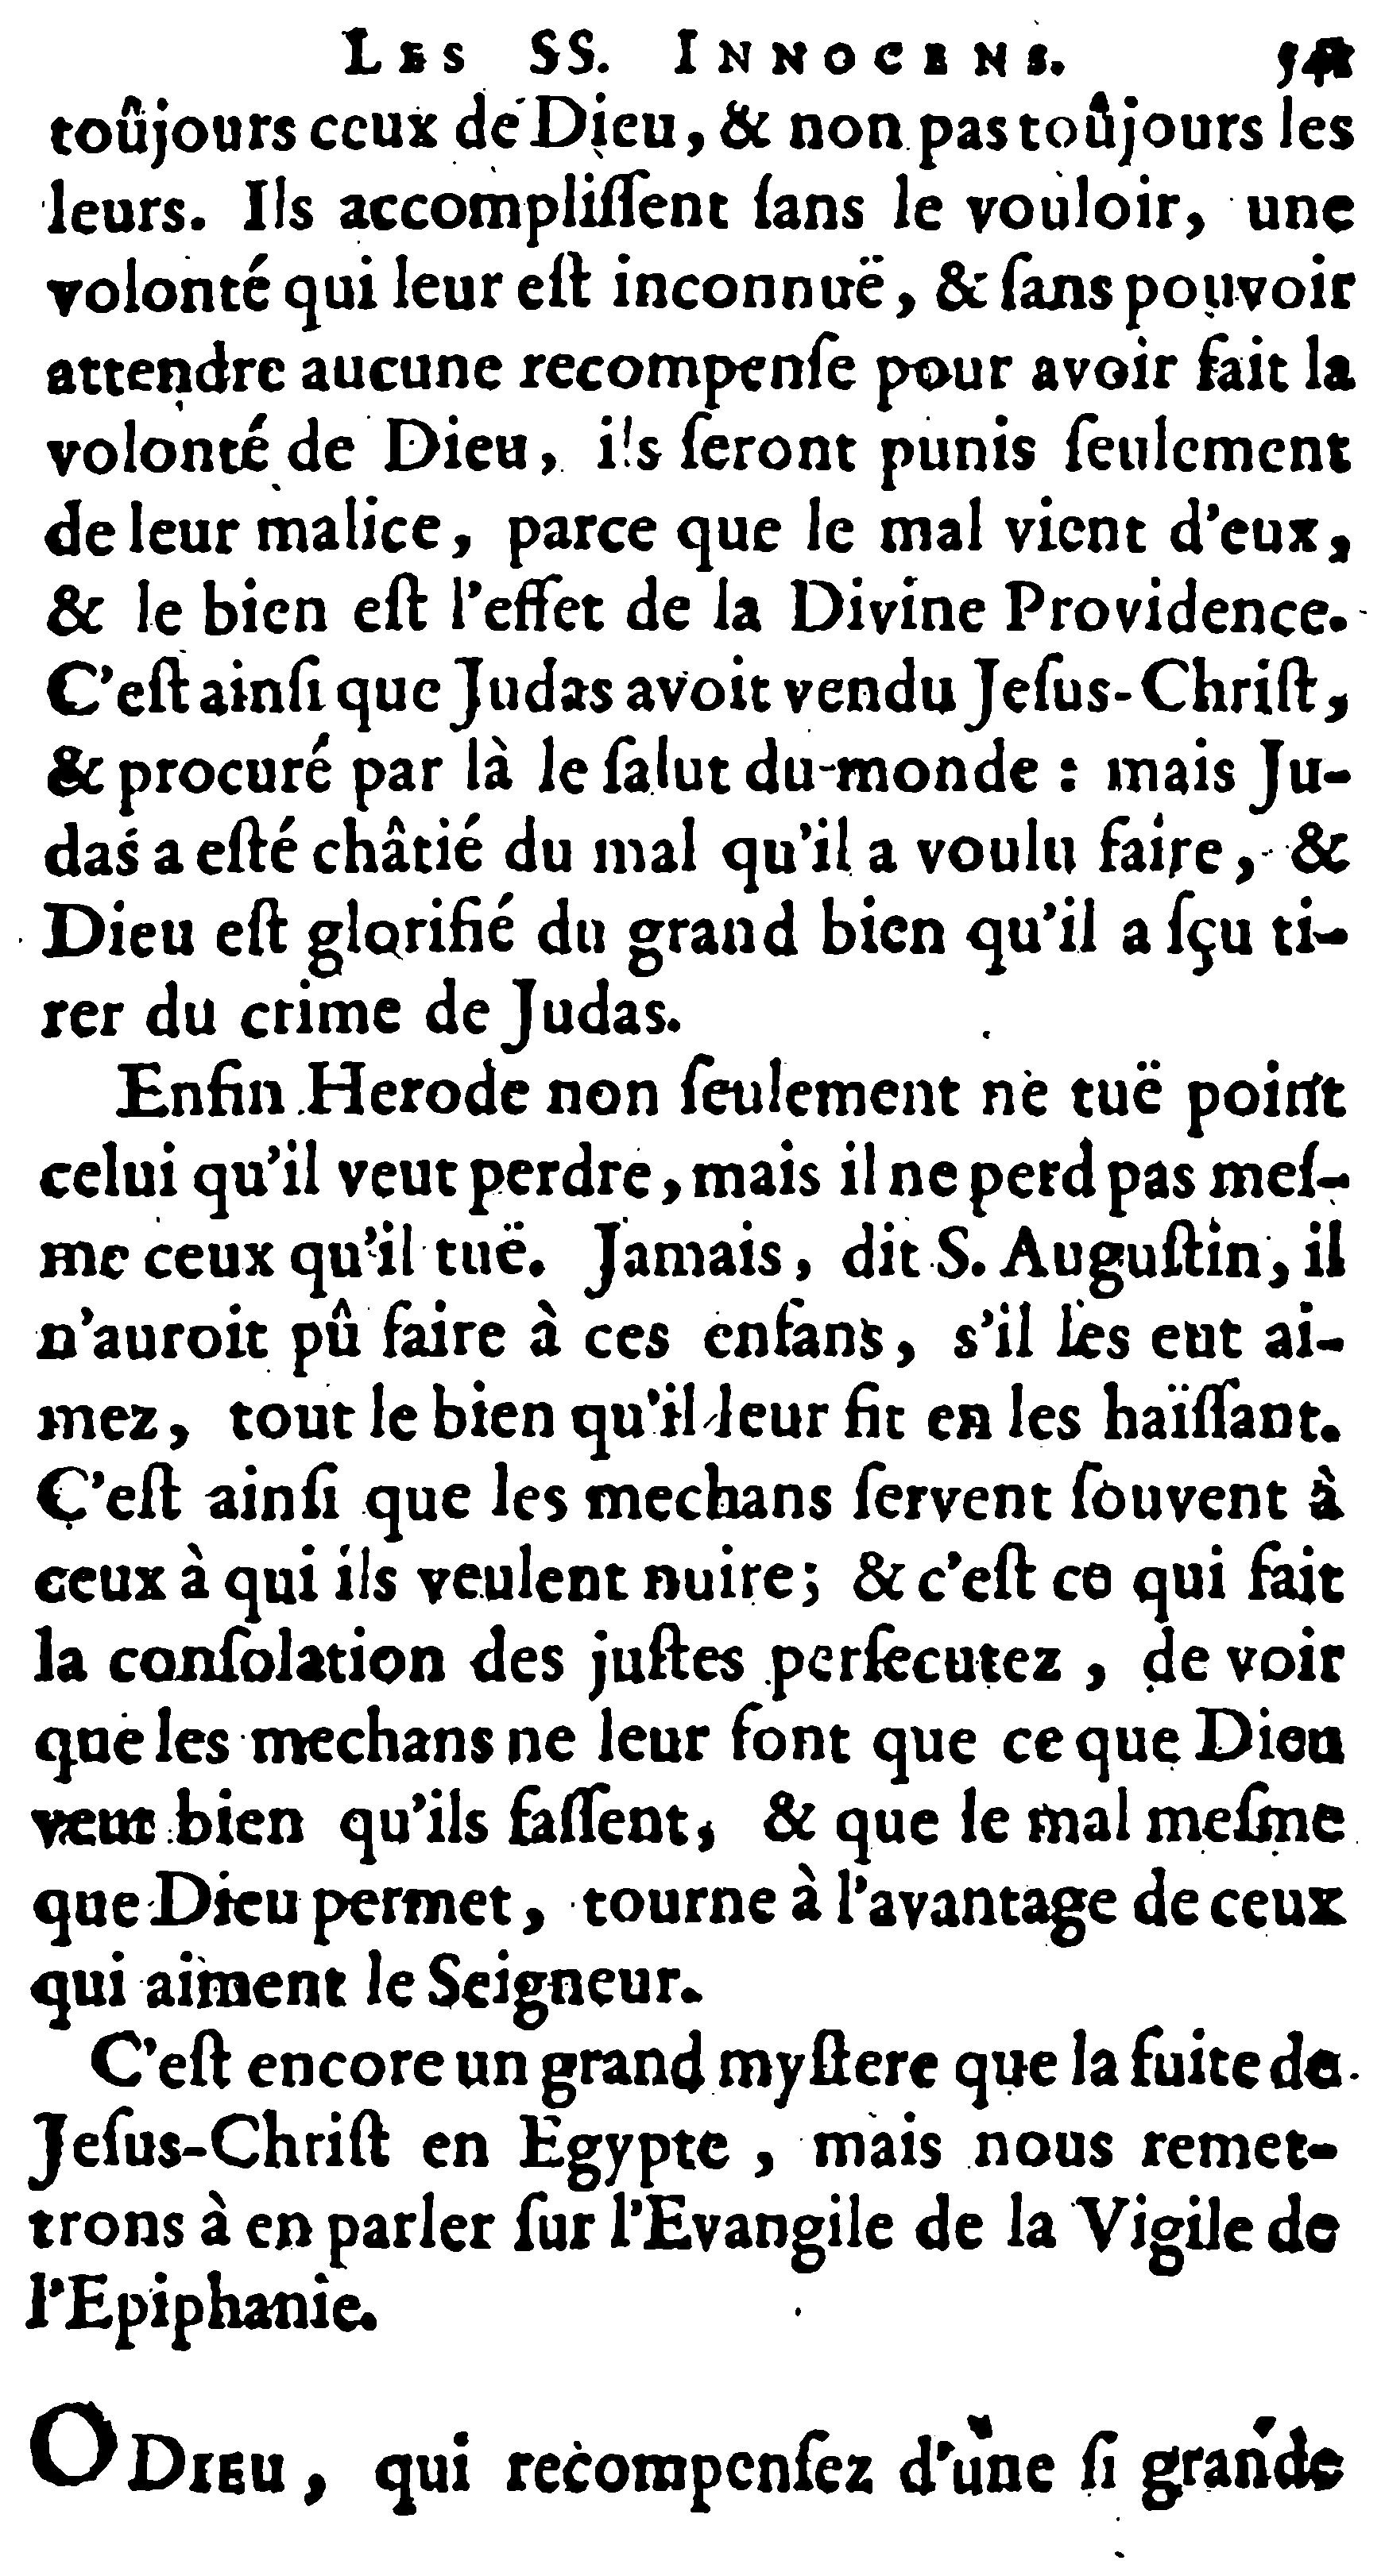 LES SS. INNOCENS.
toûjours ceux de Dieu, & non pas toûjours les
leurs. Ils accompliſſent ſans le vouloir, une
volonté qui leur eſt inconnuë, & ſans pouvoir
attendre aucune recompenſe pour avoir fait la
volonté de Dieu, ils ſeront punis ſeulement
de leur malice, parce que le mal vient d'eux,
& le bien eſt l'effet de la Divine Providence.
C'eſt ainſi que Judas avoit vendu Jeſus-Chriſt,
& procuré par là le ſalut du monde : mais Ju-
das a eſté châtié du mal qu'il a voulu faire, &
Dieu eſt glorifié du grand bien qu'il a ſçu ti-
rer du crime de Judas.
Enfin Herode non ſeulement ne tuë point
celui qu'il veut perdre, mais il ne perd pas meſ-
me ceux qu'il tuë. Jamais, dit S. Auguſtin, il
n'auroit pû faire à ces enfans, s'il les eut ai-
mez, tout le bien qu'il leur fit en les haïſſant.
C'eſt ainſi que les mechans ſervent ſouvent à
ceux à qui ils veulent nuire; & c'eſt ce qui fait
la conſolation des juſtes perſecutez, de voir
que les mechans ne leur font que ce que Dieu
veut bien qu'ils faſſent, & que le mal meſme
que Dieu permet, tourne à l'avantage de ceux
qui aiment le Seigneur.
C'eſt encore un grand myſtere que la fuite de
Jeſus-Chriſt en Egypte, mais nous remet-
trons à en parler ſur l'Evangile de la Vigile de
l'Epiphanie.
O DIEU, qui recompenſez d'une ſi grande